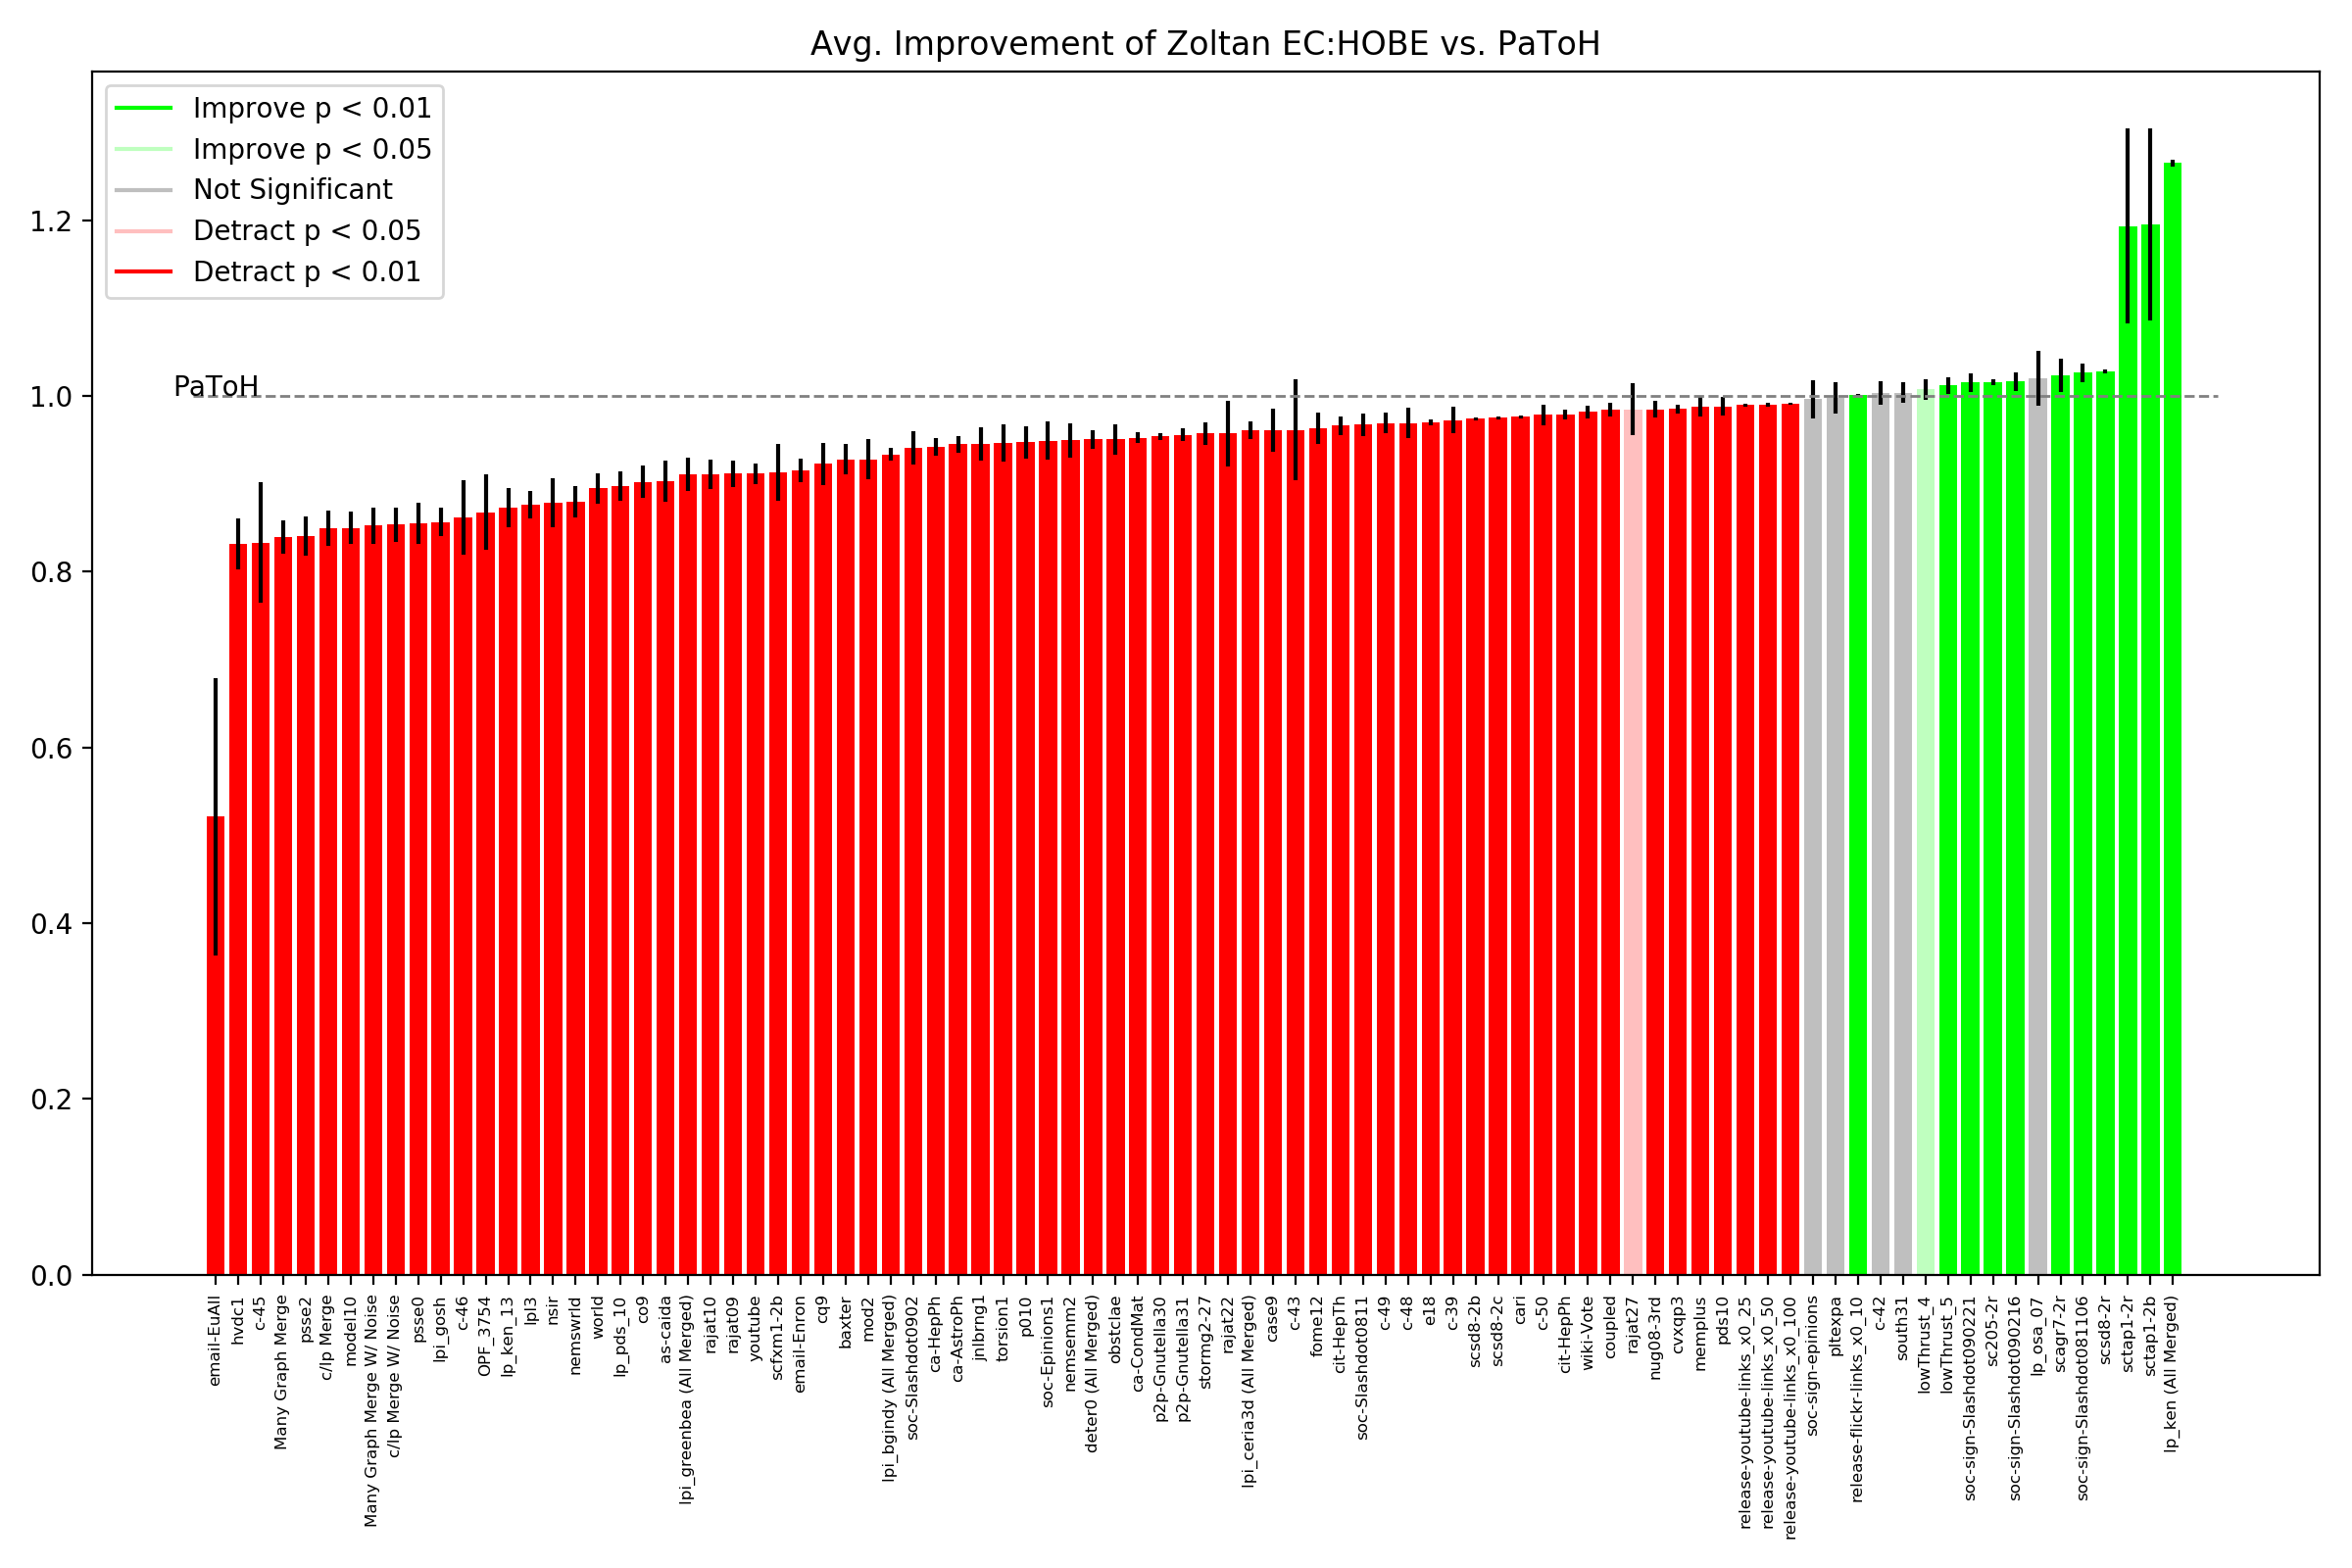 Avg. Improvement of Zoltan EC:HOBE vs. PaToH
Improve p < 0.01
Improve p < 0.05
Not Significant
Detract p < 0.05
Detract p < 0.01
PaToH
1.2
1.0
0.8
0.6
0.4
0.2
0.0
email-EuAll
hvdc1
c-45
Many Graph Merge
psse2
c/lp Merge
model10
Many Graph Merge W/ Noise
c/lp Merge W/ Noise
psse0
lpi_gosh
c-46
OPF_3754
lp_ken_13
lpl3
nsir
nemswrld
world
lp_pds_10
co9
as-caida
lpi_greenbea (All Merged)
rajat10
rajat09
youtube
scfxm1-2b
email-Enron
cq9
baxter
mod2
lpi_bgindy (All Merged)
soc-Slashdot0902
ca-HepPh
ca-AstroPh
jnlbrng1
torsion1
p010
soc-Epinions1
nemsemm2
deter0 (All Merged)
obstclae
ca-CondMat
p2p-Gnutella30
p2p-Gnutella31
stormg2-27
rajat22
lpi_ceria3d (All Merged)
case9
c-43
fome12
cit-HepTh
soc-Slashdot0811
c-49
c-48
e18
c-39
scsd8-2b
scsd8-2c
cari
c-50
cit-HepPh
wiki-Vote
coupled
rajat27
nug08-3rd
cvxqp3
memplus
pds10
release-youtube-links_x0_25
release-youtube-links_x0_50
release-youtube-links_x0_100
soc-sign-epinions
pltexpa
release-flickr-links_x0_10
c-42
south31
lowThrust_4
lowThrust_5
soc-sign-Slashdot090221
sc205-2r
soc-sign-Slashdot090216
lp_osa_07
scagr7-2r
soc-sign-Slashdot081106
scsd8-2r
sctap1-2r
sctap1-2b
lp_ken (All Merged)